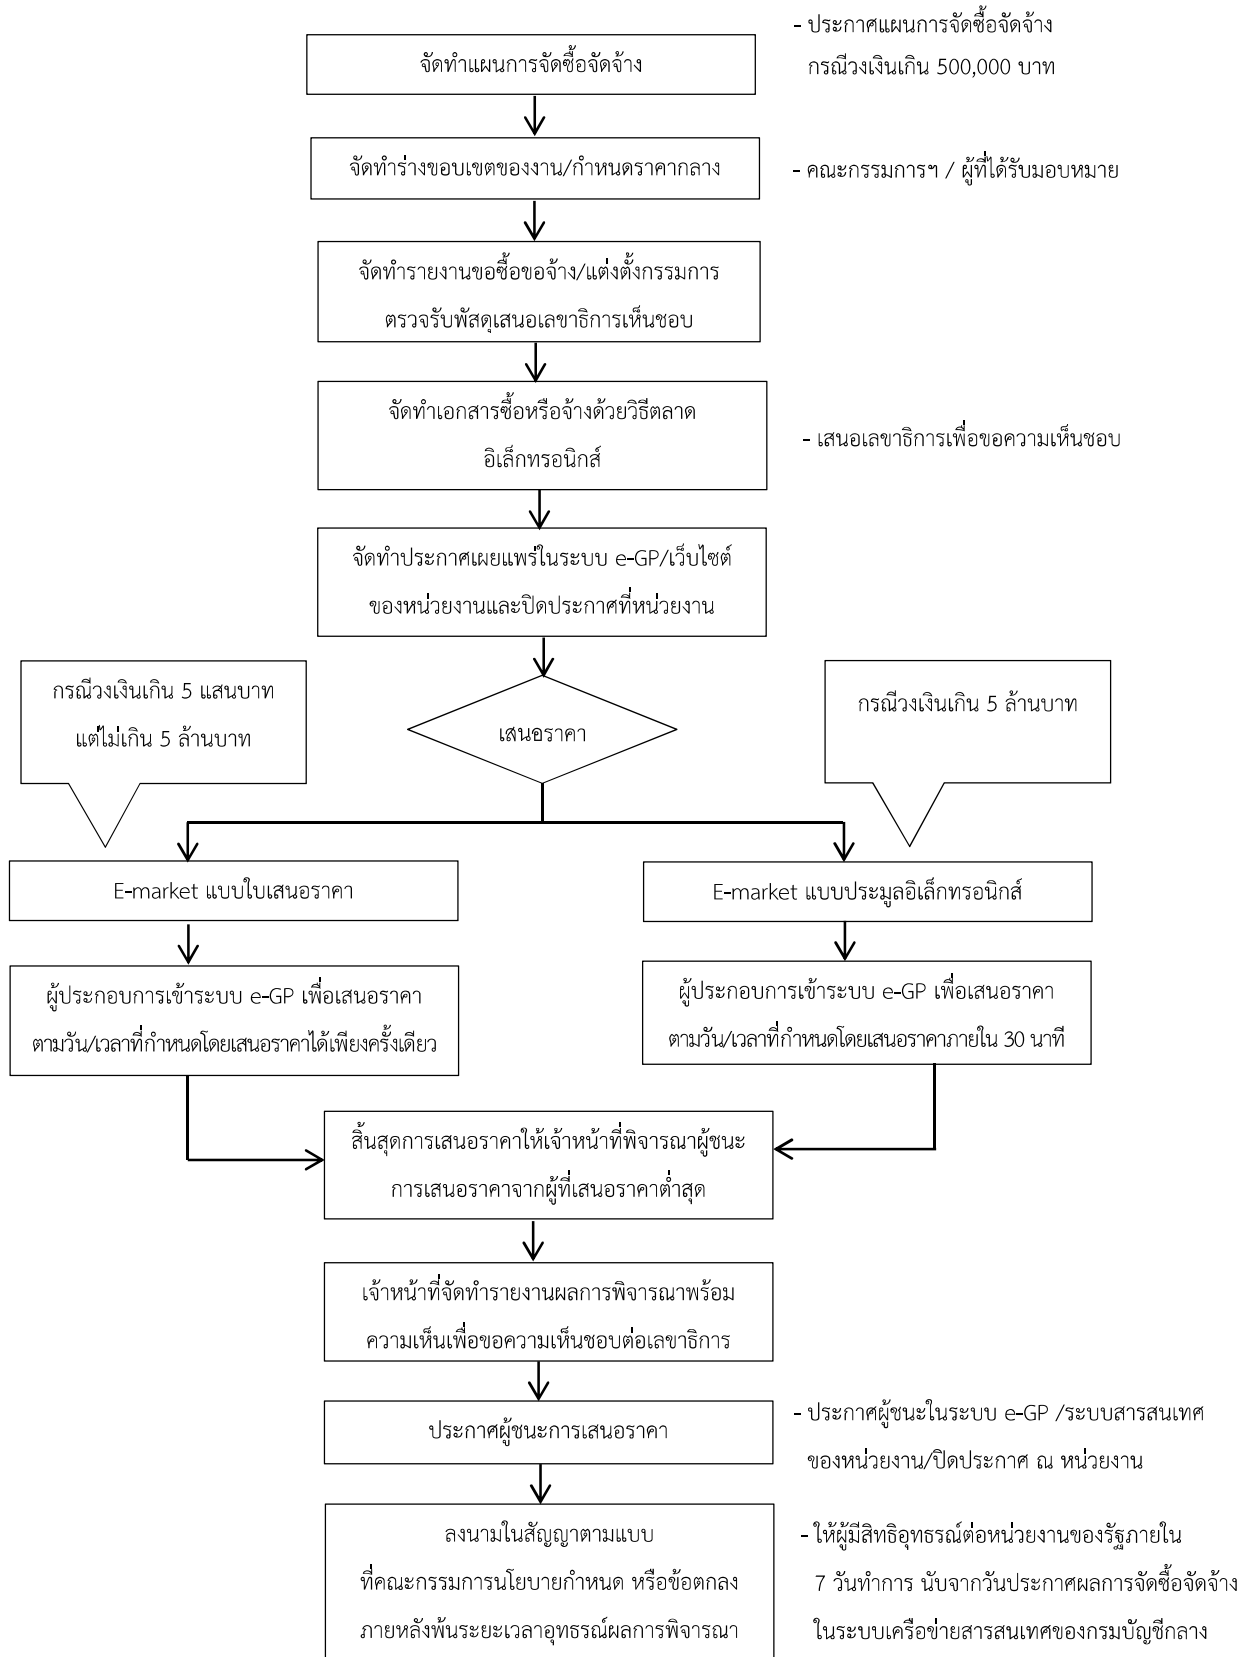 - ประกาศแผนการจัดซื้อจัดจ้าง
กรณีวงเงินเกิน 500,000 บาท
จัดทำแผนการจัดซื้อจัดจ้าง
จัดทำร่างขอบเขตของงาน/กำหนดราคากลาง
- คณะกรรมการฯ / ผู้ที่ได้รับมอบหมาย
จัดทำรายงานขอซื้อขอจ้าง/แต่งตั้งกรรมการ
ตรวจรับพัสดุเสนอเลขาธิการเห็นชอบ
จัดทำเอกสารซื้อหรือจ้างด้วยวิธีตลาด
อิเล็กทรอนิกส์
- เสนอเลขาธิการเพื่อขอความเห็นชอบ
จัดทำประกาศเผยแพร่ในระบบ e-GP/เว็บไซต์
ของหน่วยงานและปิดประกาศที่หน่วยงาน
กรณีวงเงินเกิน 5 แสนบาท
แต่ไม่เกิน 5 ล้านบาท
เสนอราคา
กรณีวงเงินเกิน 5 ล้านบาท
E-market แบบใบเสนอราคา
E-market แบบประมูลอิเล็กทรอนิกส์
ผู้ประกอบการเข้าระบบ e-GP เพื่อเสนอราคา
ตามวัน/เวลาที่กำหนดโดยเสนอราคาได้เพียงครั้งเดียว
ผู้ประกอบการเข้าระบบ e-GP เพื่อเสนอราคา
ตามวัน/เวลาที่กำหนดโดยเสนอราคาภายใน 30 นาที
สิ้นสุดการเสนอราคาให้เจ้าหน้าที่พิจารณาผู้ชนะ
การเสนอราคาจากผู้ที่เสนอราคาต่ำสุด
เจ้าหน้าที่จัดทำรายงานผลการพิจารณาพร้อม
ความเห็นเพื่อขอความเห็นชอบต่อเลขาธิการ
ประกาศผู้ชนะการเสนอราคา
- ประกาศผู้ชนะในระบบ e-GP /ระบบสารสนเทศ
ของหน่วยงาน/ปิดประกาศ ณ หน่วยงาน
ลงนามในสัญญาตามแบบ
ที่คณะกรรมการนโยบายกำหนด หรือข้อตกลง
ภายหลังพ้นระยะเวลาอุทธรณ์ผลการพิจารณา
- ให้ผู้มีสิทธิอุทธรณ์ต่อหน่วยงานของรัฐภายใน
7 วันทำการ นับจากวันประกาศผลการจัดซื้อจัดจ้าง
ในระบบเครือข่ายสารสนเทศของกรมบัญชีกลาง